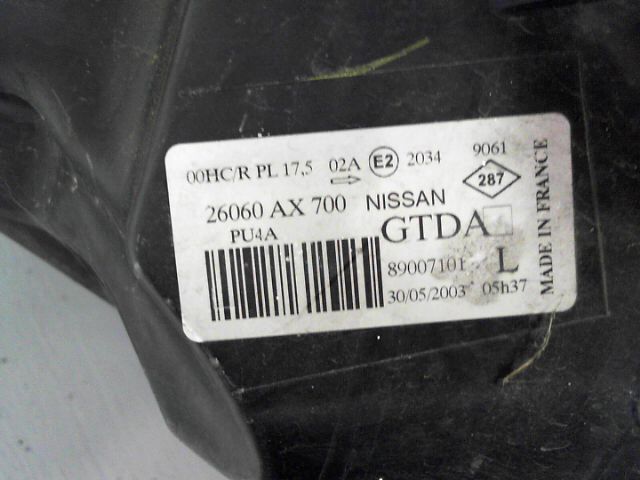 00HC/R PL 17,5 02A E2 2034 9061
287
26060 AX 700 NISSAN
PU4A GTDA
89007101 L
30/05/2003 05h37
MADE IN FRANCE